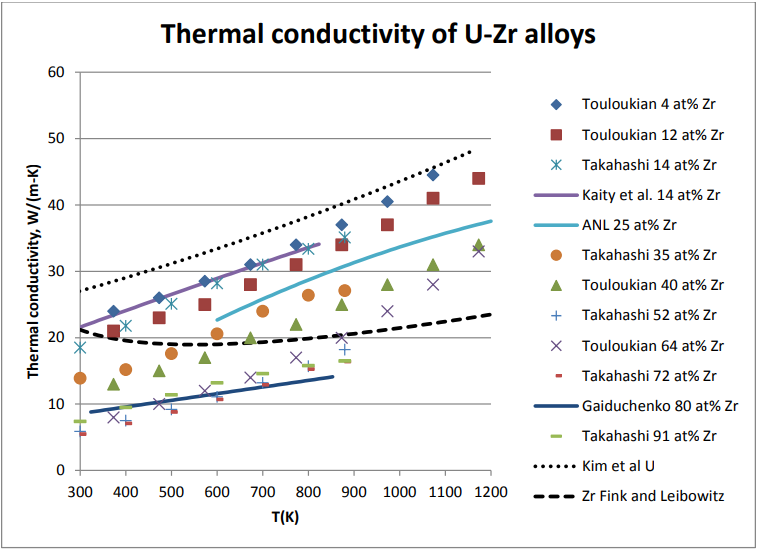 Thermal conductivity of U-Zr alloys
Thermal conductivity, W/(m-K)
60
50
40
30
20
10
0
300 400 500 600 700 800 900 1000 1100 1200
T(K)
Touloukian 4 at% Zr
Touloukian 12 at% Zr
Takahashi 14 at% Zr
Kaity et al. 14 at% Zr
ANL 25 at% Zr
Takahashi 35 at% Zr
Touloukian 40 at% Zr
Takahashi 52 at% Zr
Touloukian 64 at% Zr
Takahashi 72 at% Zr
Gaiduchenko 80 at% Zr
Takahashi 91 at% Zr
Kim et al U
Zr Fink and Leibowitz